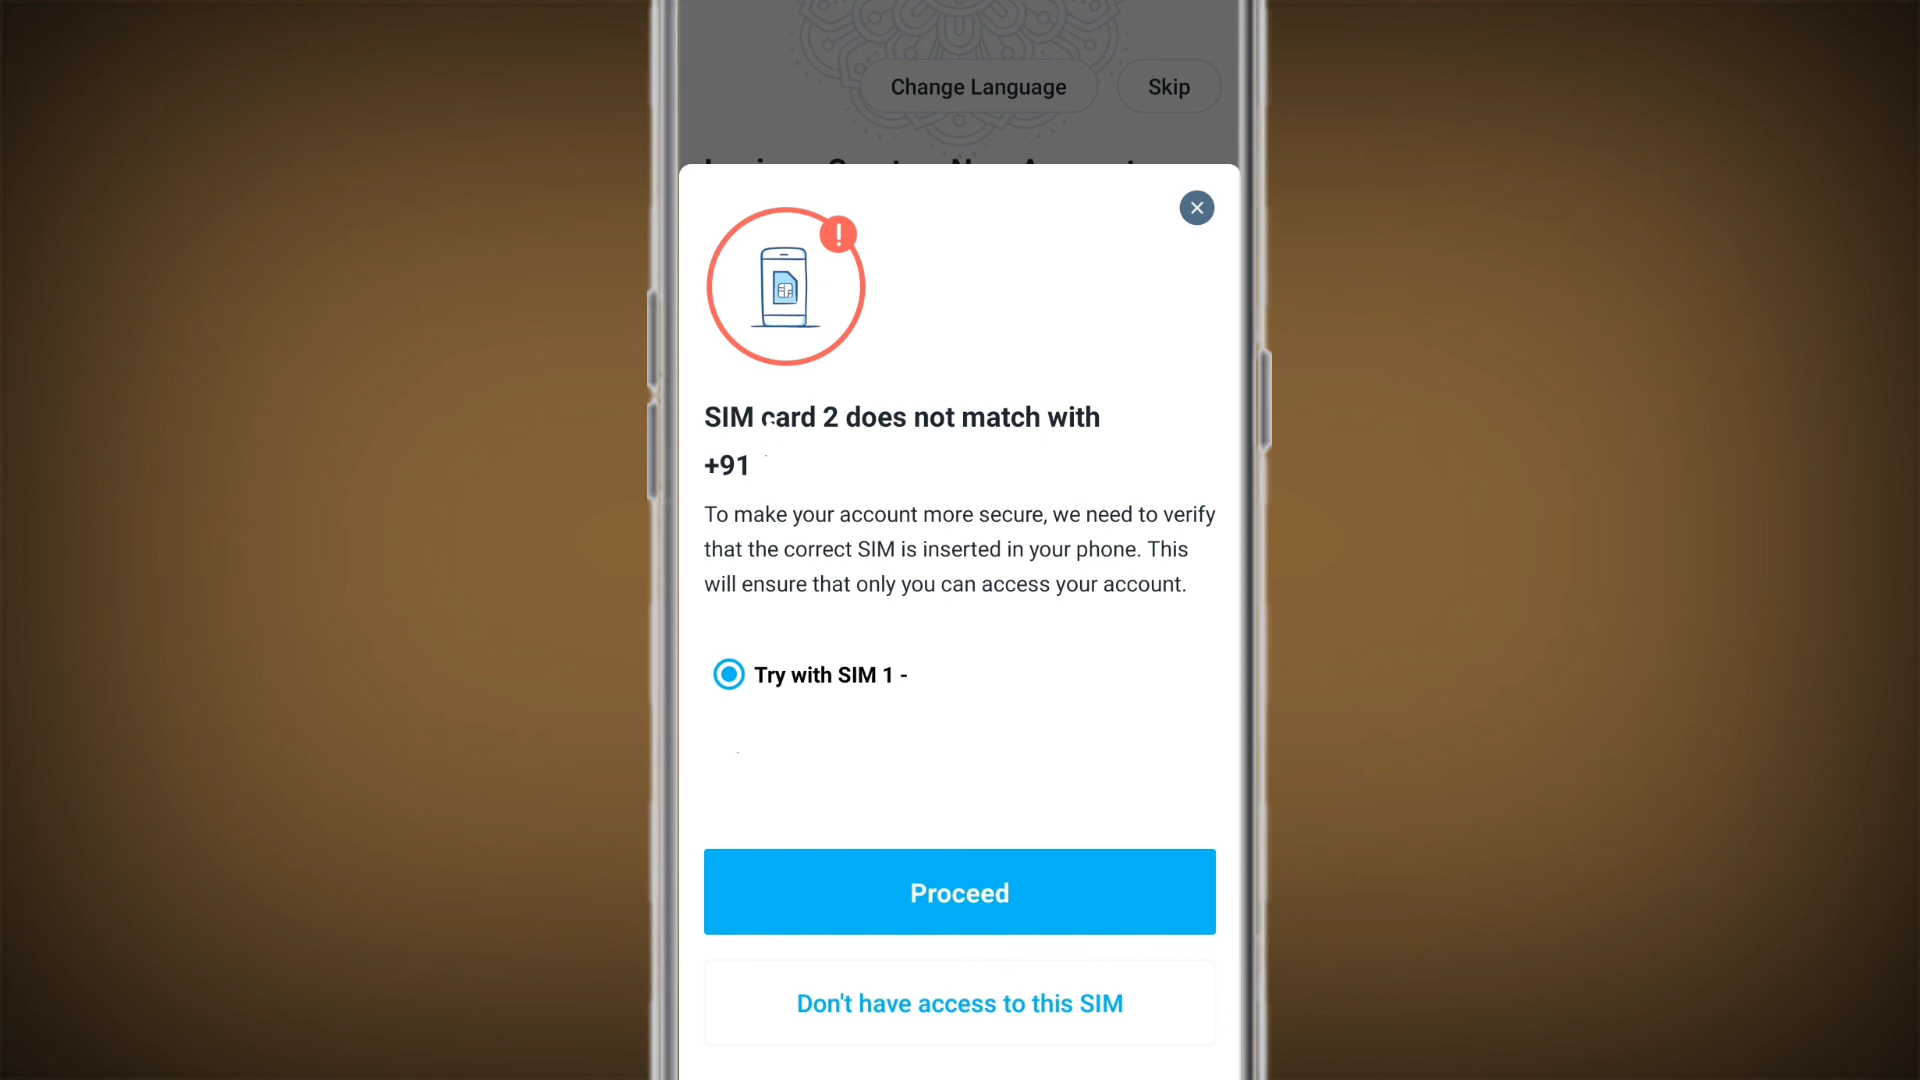 Change Language
Skip
SIM card 2 does not match with
+91
To make your account more secure, we need to verify
that the correct SIM is inserted in your phone. This
will ensure that only you can access your account.
Try with SIM 1 -
Proceed
Don't have access to this SIM